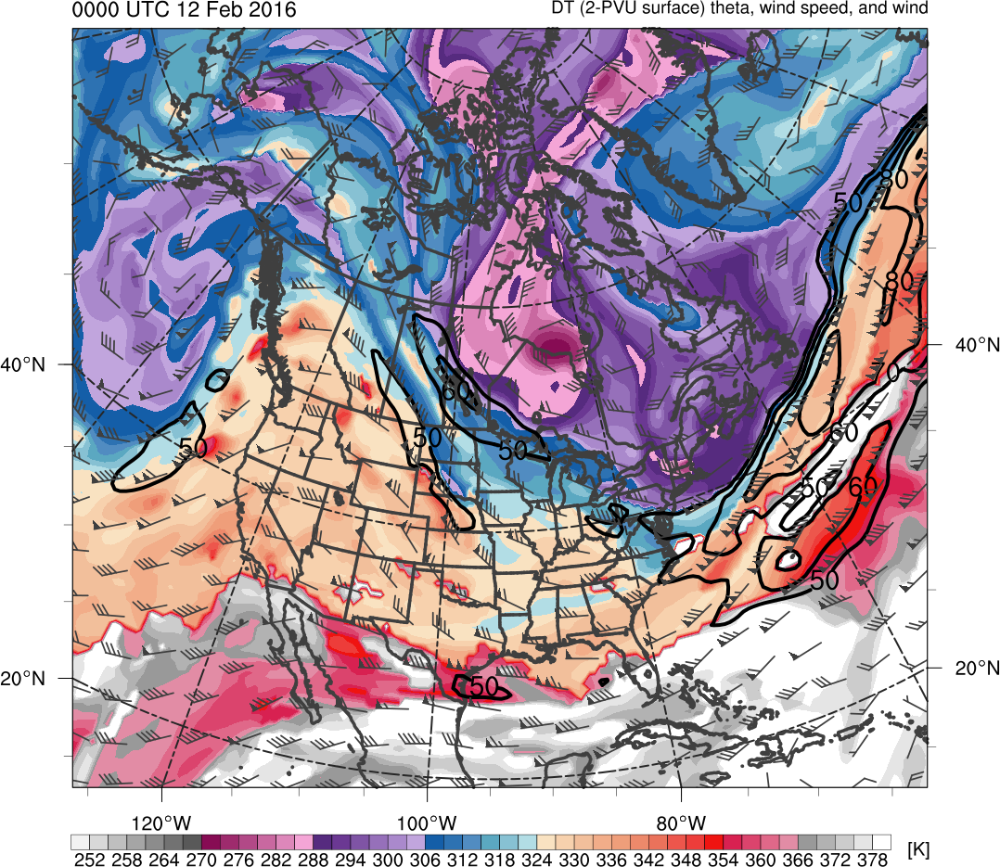 0000 UTC 12 Feb 2016 DT (2-PVU surface) theta, wind speed, and wind
80
50
80
40°N 40°N
0
60
60
50 50
50
50 60
50
20°N 50 20°N
120°W 100°W 80°W
252 258 264 270 276 282 288 294 300 306 312 318 324 330 336 342 348 354 360 366 372 378 [K]